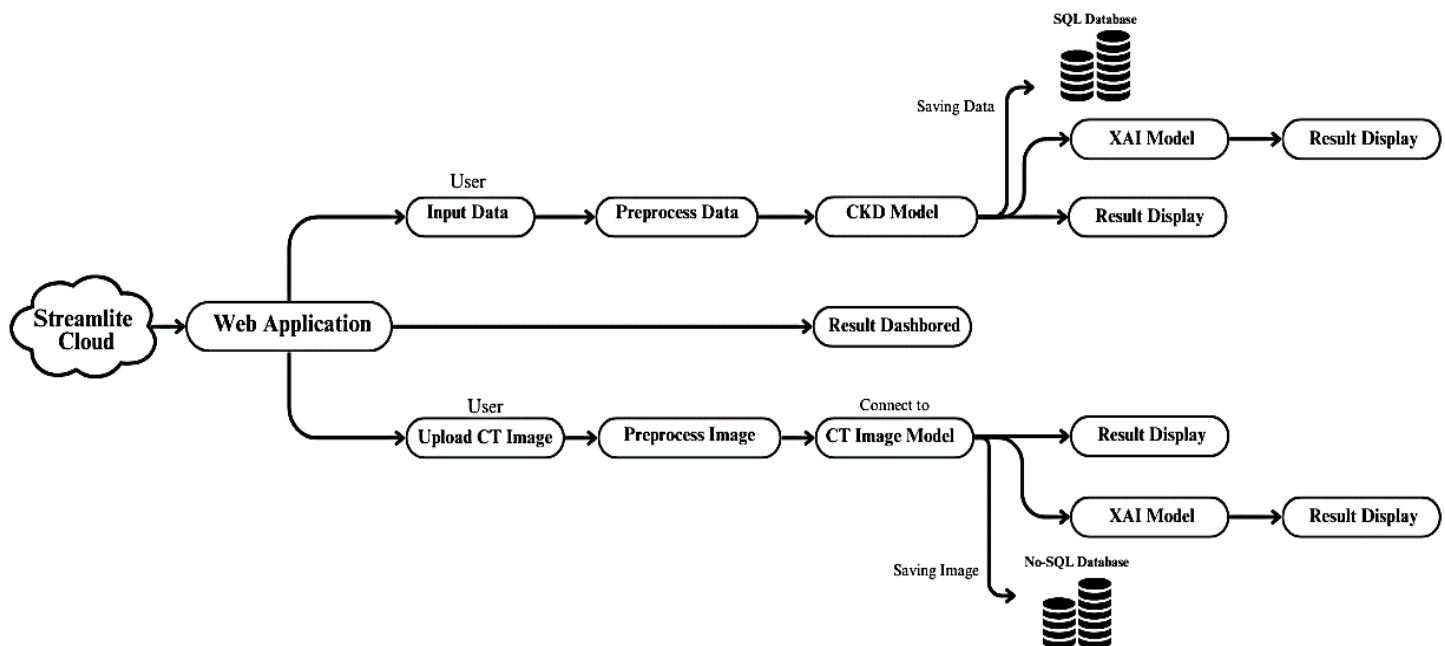 SQL Database
Saving Data
XAI Model
Result Display
User
Input Data
Preprocess Data
CKD Model
Result Display
Streamlite
Cloud
Web Application
Result Dashbored
User
Upload CT Image
Preprocess Image
Connect to
CT Image Model
Result Display
XAI Model
Result Display
Saving Image
No-SQL Database